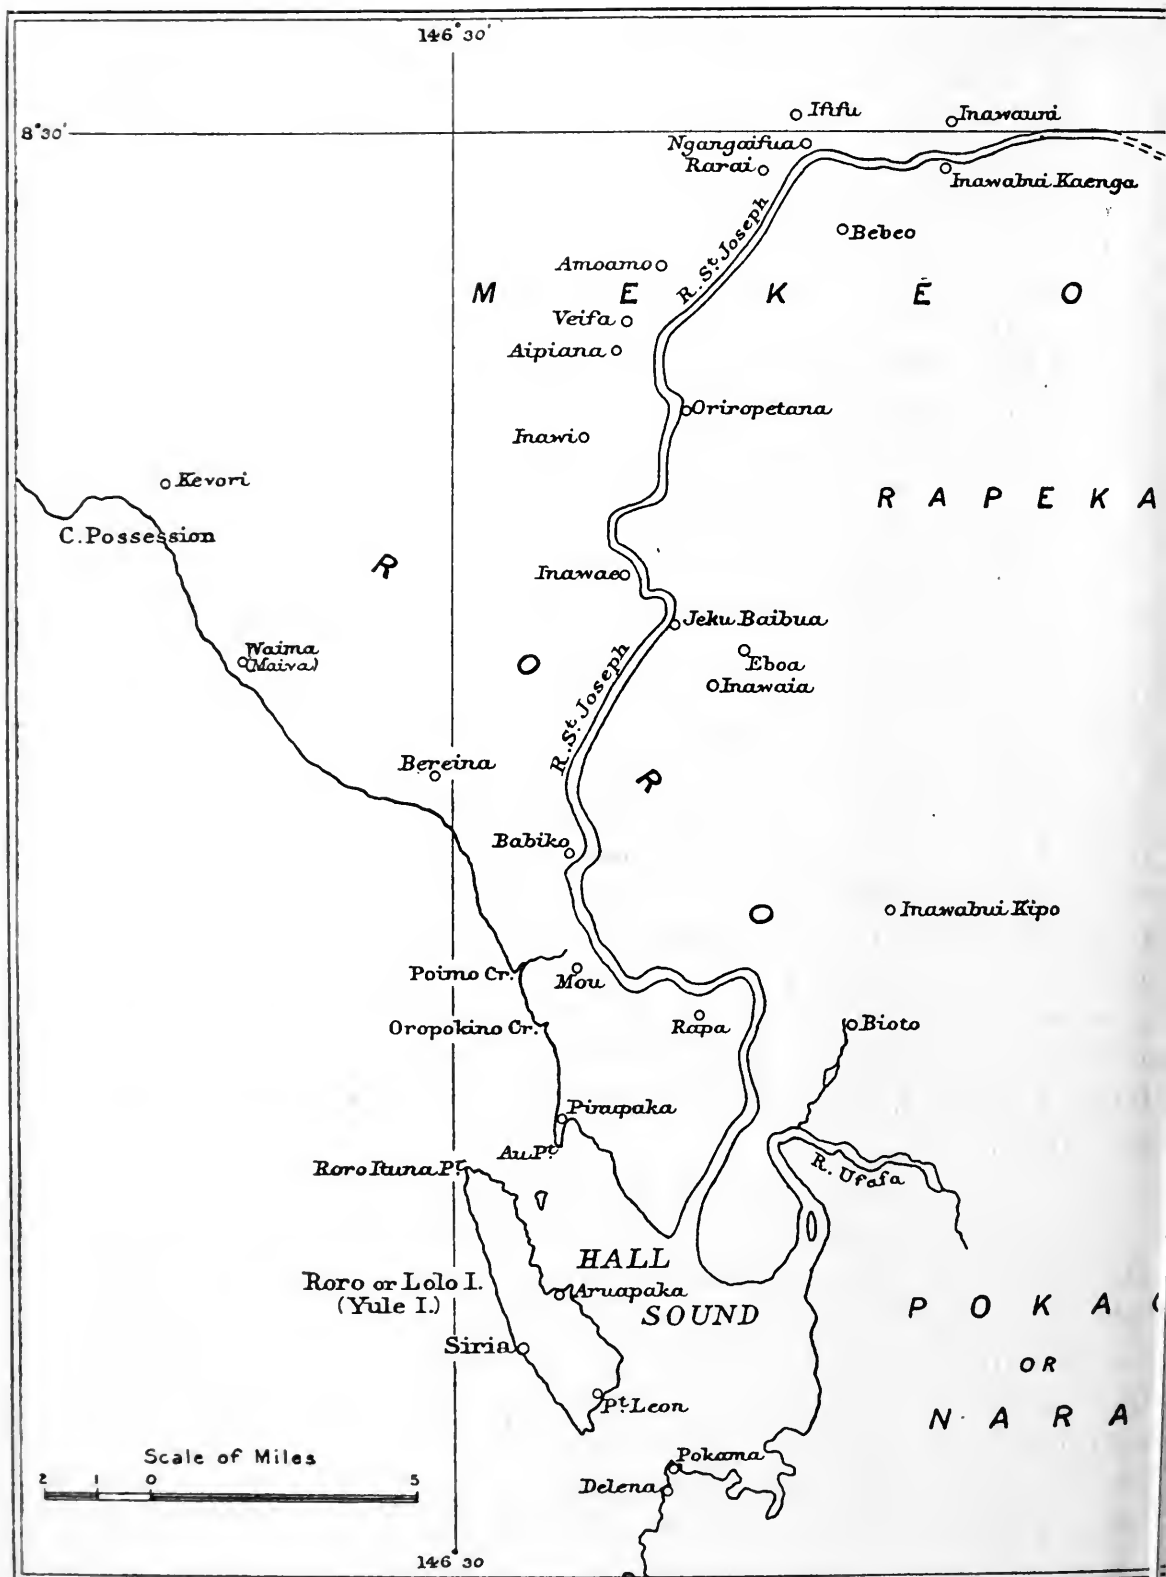 146°30'
8°30'
Ififu
Inawauni
Ngangaifua
Rarai
Inawabui Kaenga
R. St. Joseph
Bebeo
Amoamo
M E K Ē O
Veifa
Aipiana
Oriropetana
Inawi
Kevori
R A P E K A
C. Possession
R
Inawae
Jeku Baibua
Waima
(Maiva)
O
Eboa
Inawaia
R. St. Joseph
Bereina
R
Babiko
O
Inawabui Kipo
Poimo Cr.
Mou
Oropokino Cr.
Rapa
Bioto
Pinupaka
Au Pt.
Roro Ituna Pt.
R. Ufafa
HALL
SOUND
Roro or Lolo I.
(Yule I.)
Aruapaka
P O K A
OR
N A R A
Siria
Pt. Leon
Scale of Miles
2 1 0 5
Pokama
Delena
146°30